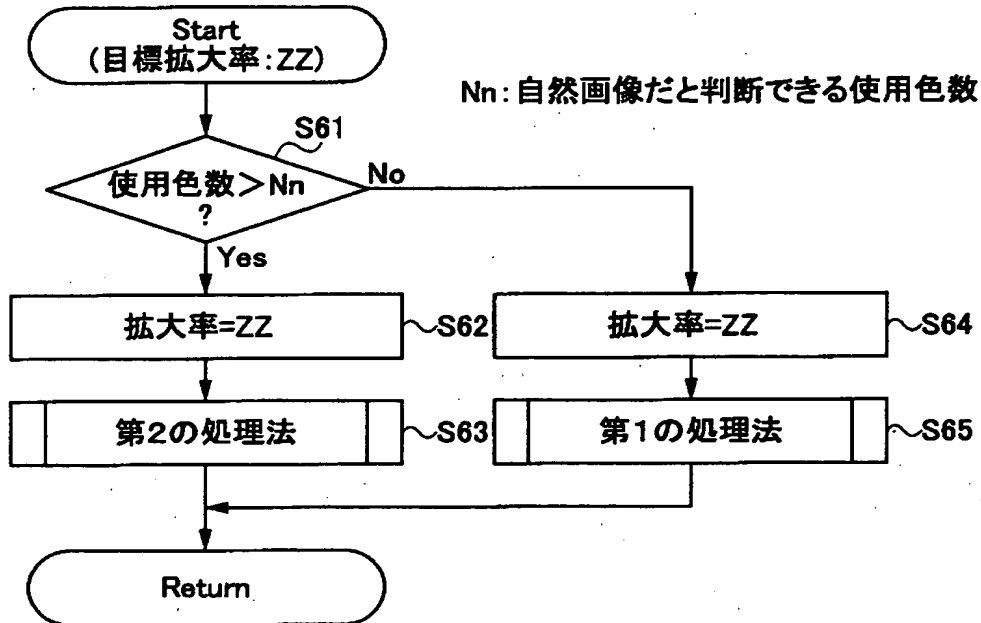 Start
(目標拡大率:ZZ)
Nn:自然画像だと判断できる使用色数
S61
使用色数>Nn
?
No
Yes
拡大率=ZZ
S62
拡大率=ZZ
S64
第2の処理法
S63
第1の処理法
S65
Return